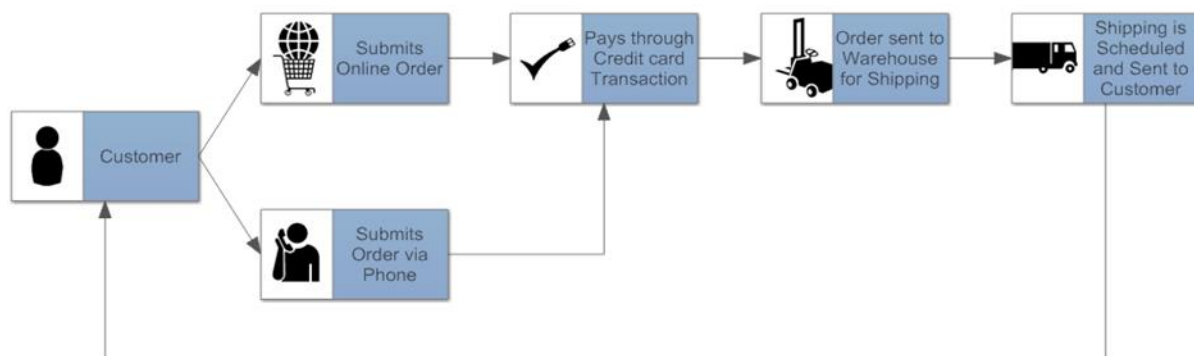 Submits
Online Order
Pays through
Credit card
Transaction
Order sent to
Warehouse
for Shipping
Shipping is
Scheduled
and Sent to
Customer
Customer
Submits
Order via
Phone